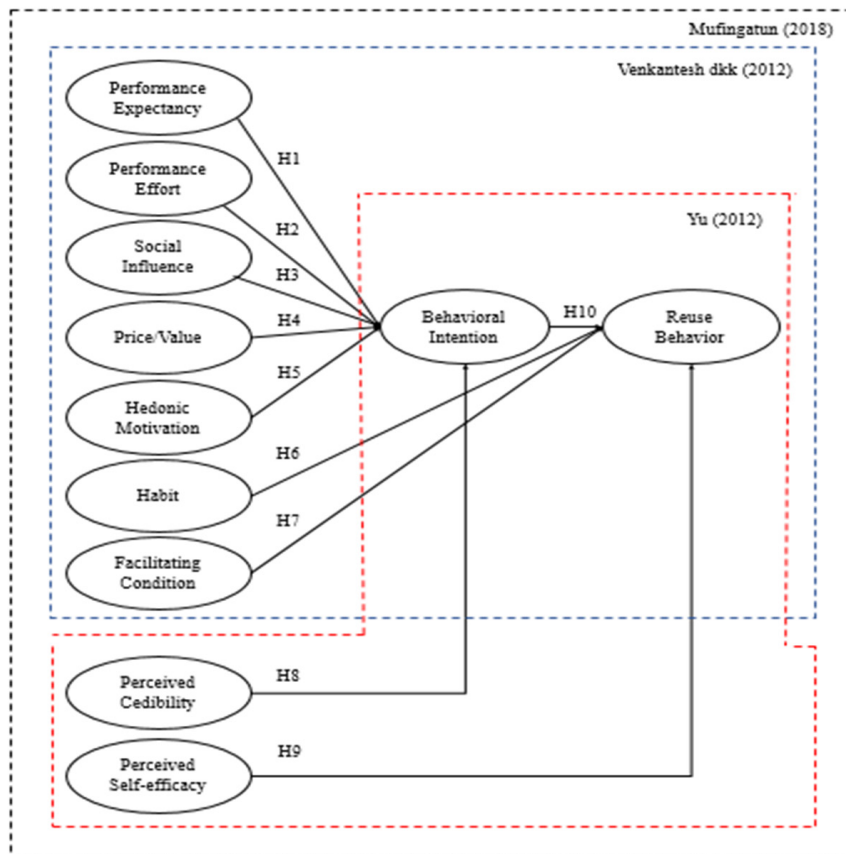 Mufingatun (2018)
Venkantesh dkk (2012)
Performance
Expectancy
H1
Performance
Effort
Yu (2012)
H2
Social
Influence
H3
H4
Price/Value
Behavioral
Intention
H10
Reuse
Behavior
H5
Hedonic
Motivation
H6
Habit
H7
Facilitating
Condition
H8
Perceived
Cedibility
H9
Perceived
Self-efficacy